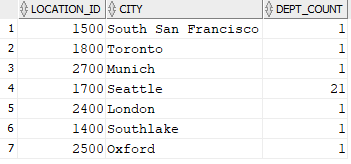 LOCATION_ID CITY DEPT_COUNT
1 1500 South San Francisco 1
2 1800 Toronto 1
3 2700 Munich 1
4 1700 Seattle 21
5 2400 London 1
6 1400 Southlake 1
7 2500 Oxford 1